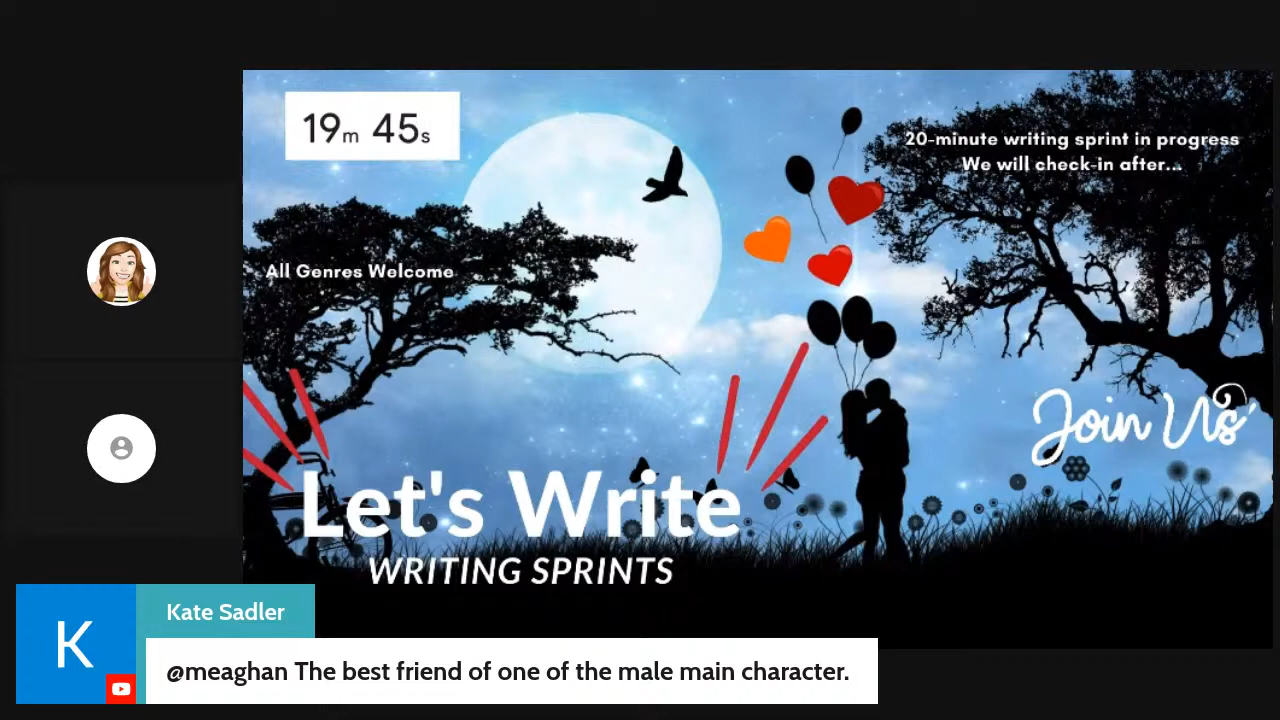 19m 45s
20-minute writing sprint in progress
We will check-in after...
All Genres Welcome
Join Us
Let's Write
WRITING SPRINTS
K
Kate Sadler
@meaghan The best friend of one of the male main character.